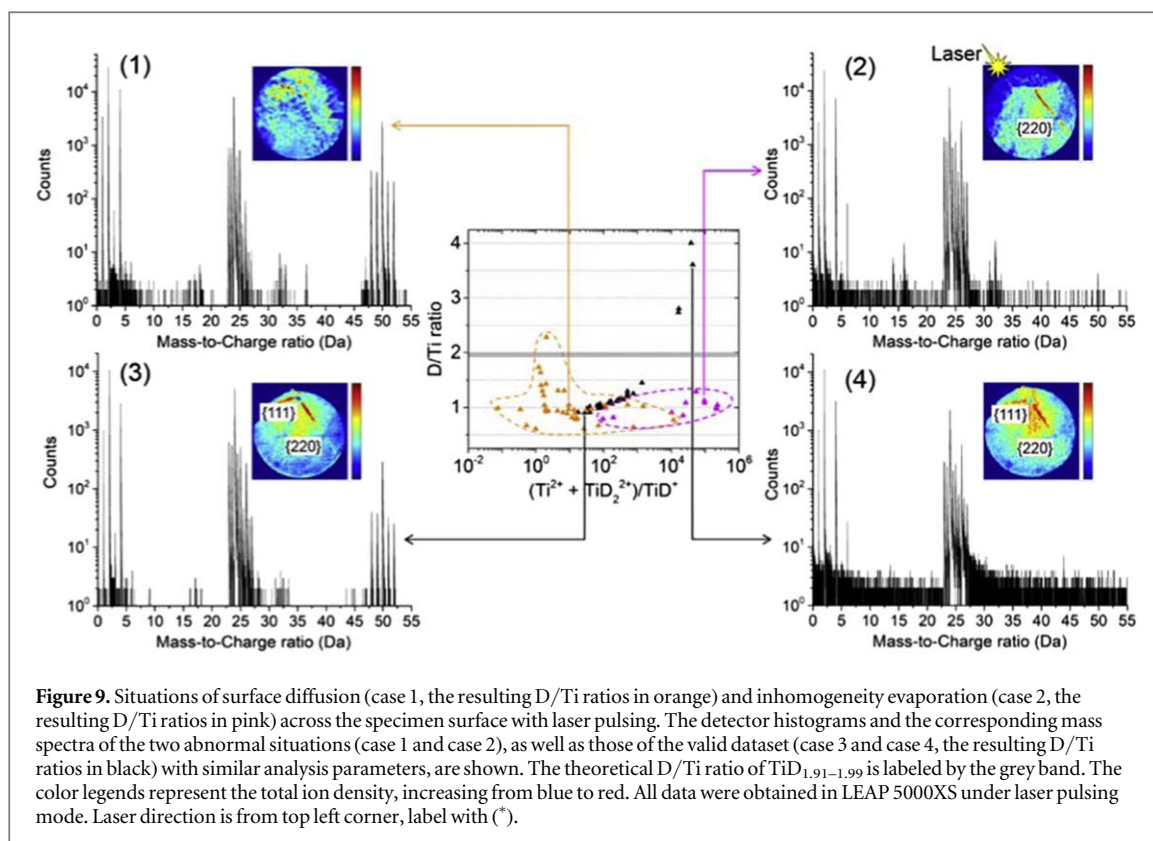 (1)
Counts
10⁴
10³
10²
10¹
10⁰
0 5 10 15 20 25 30 35 40 45 50 55
Mass-to-Charge ratio (Da)
Laser
(2)
{220}
Counts
10⁴
10³
10²
10¹
10⁰
0 5 10 15 20 25 30 35 40 45 50 55
Mass-to-Charge ratio (Da)
D/Ti ratio
4
3
2
1
10⁻² 10⁰ 10² 10⁴ 10⁶
(Ti²⁺ + TiD₂²⁺)/TiD⁺
(3)
{111}
{220}
Counts
10⁴
10³
10²
10¹
10⁰
0 5 10 15 20 25 30 35 40 45 50 55
Mass-to-Charge ratio (Da)
(4)
{111}
{220}
Counts
10⁴
10³
10²
10¹
10⁰
0 5 10 15 20 25 30 35 40 45 50 55
Mass-to-Charge ratio (Da)
Figure 9. Situations of surface diffusion (case 1, the resulting D/Ti ratios in orange) and inhomogeneity evaporation (case 2, the
resulting D/Ti ratios in pink) across the specimen surface with laser pulsing. The detector histograms and the corresponding mass
spectra of the two abnormal situations (case 1 and case 2), as well as those of the valid dataset (case 3 and case 4, the resulting D/Ti
ratios in black) with similar analysis parameters, are shown. The theoretical D/Ti ratio of TiD₁.₉₁₋₁.₉₉ is labeled by the grey band. The
color legends represent the total ion density, increasing from blue to red. All data were obtained in LEAP 5000XS under laser pulsing
mode. Laser direction is from top left corner, label with (*).